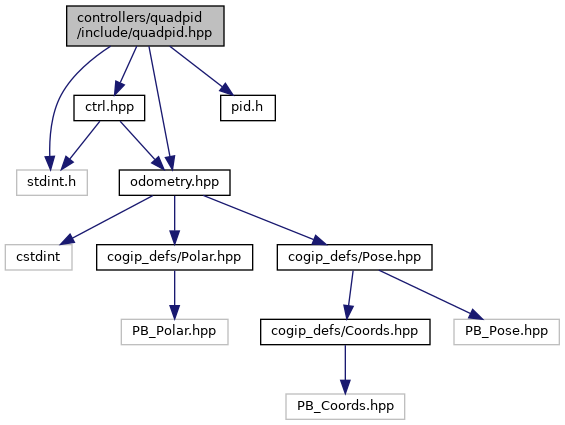 controllers/quadpid
/include/quadpid.hpp
ctrl.hpp
pid.h
stdint.h
odometry.hpp
cstdint
cogip_defs/Polar.hpp
cogip_defs/Pose.hpp
PB_Polar.hpp
cogip_defs/Coords.hpp
PB_Pose.hpp
PB_Coords.hpp